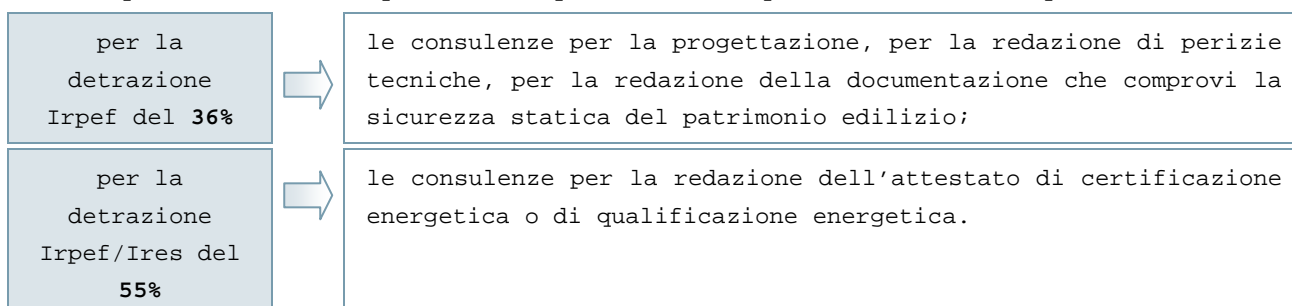 per la
detrazione
Irpef del 36%
le consulenze per la progettazione, per la redazione di perizie
tecniche, per la redazione della documentazione che comprovi la
sicurezza statica del patrimonio edilizio;
per la
detrazione
Irpef/Ires del
55%
le consulenze per la redazione dell'attestato di certificazione
energetica o di qualificazione energetica.